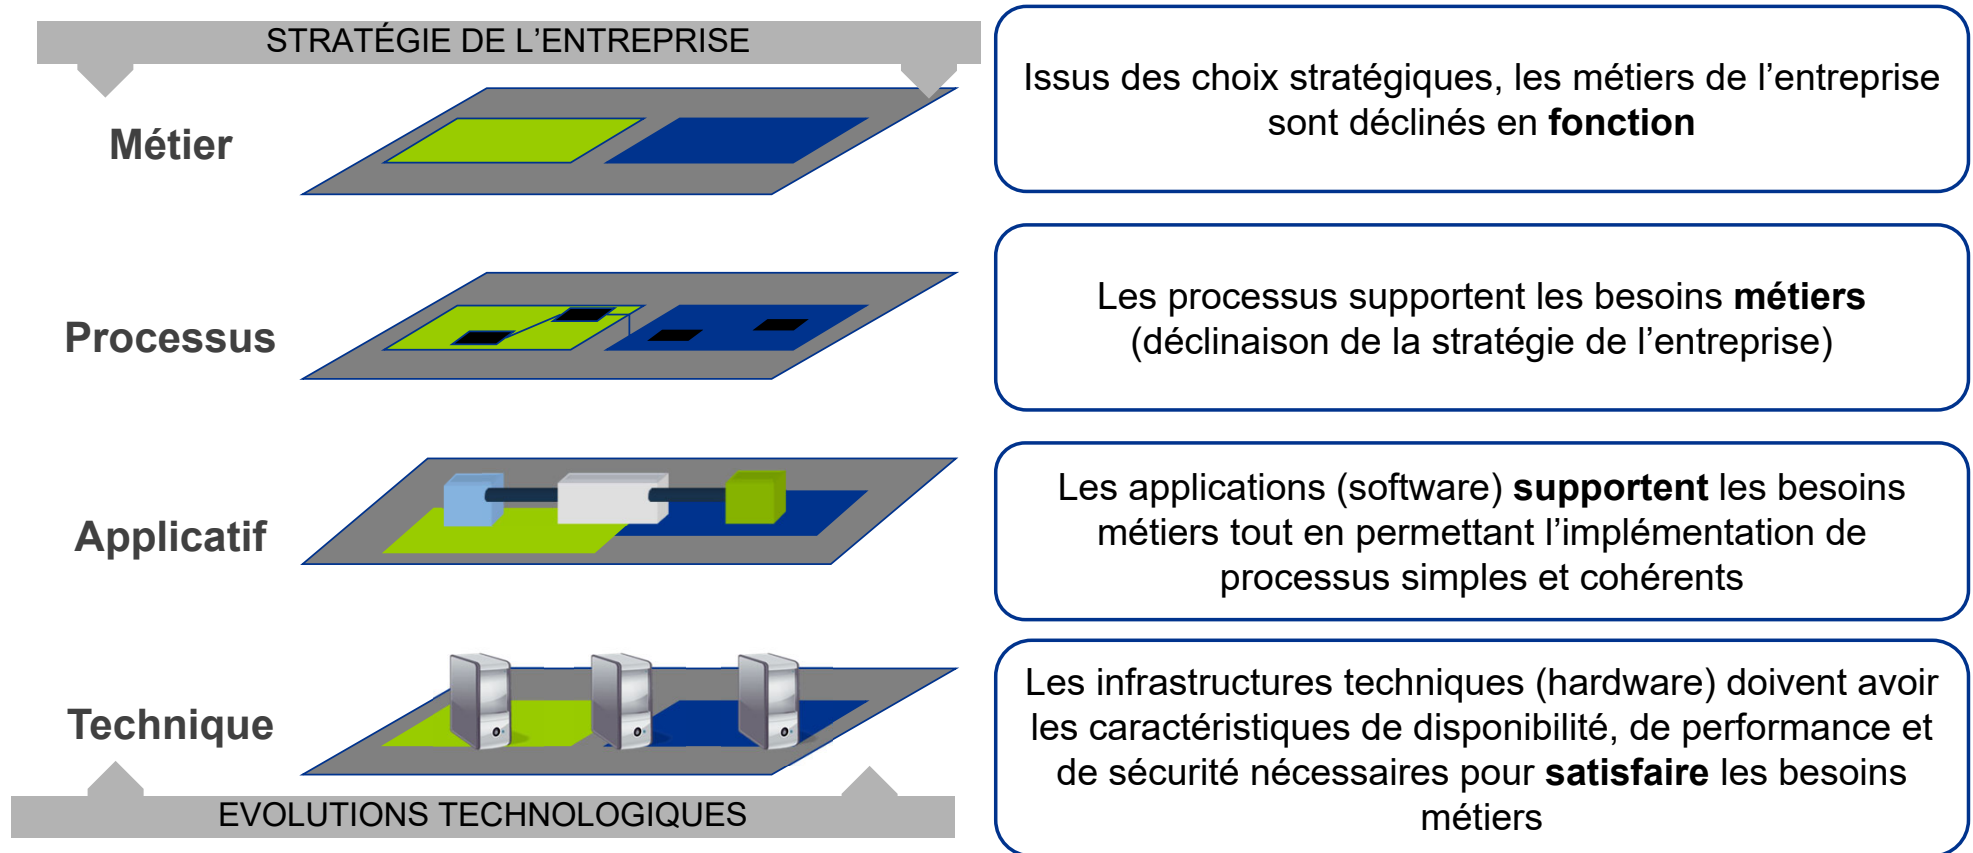 STRATÉGIE DE L’ENTREPRISE
Métier
Issus des choix stratégiques, les métiers de l’entreprise
sont déclinés en fonction
Processus
Les processus supportent les besoins métiers
(déclinaison de la stratégie de l’entreprise)
Applicatif
Les applications (software) supportent les besoins
métiers tout en permettant l’implémentation de
processus simples et cohérents
Technique
Les infrastructures techniques (hardware) doivent avoir
les caractéristiques de disponibilité, de performance et
de sécurité nécessaires pour satisfaire les besoins
métiers
EVOLUTIONS TECHNOLOGIQUES